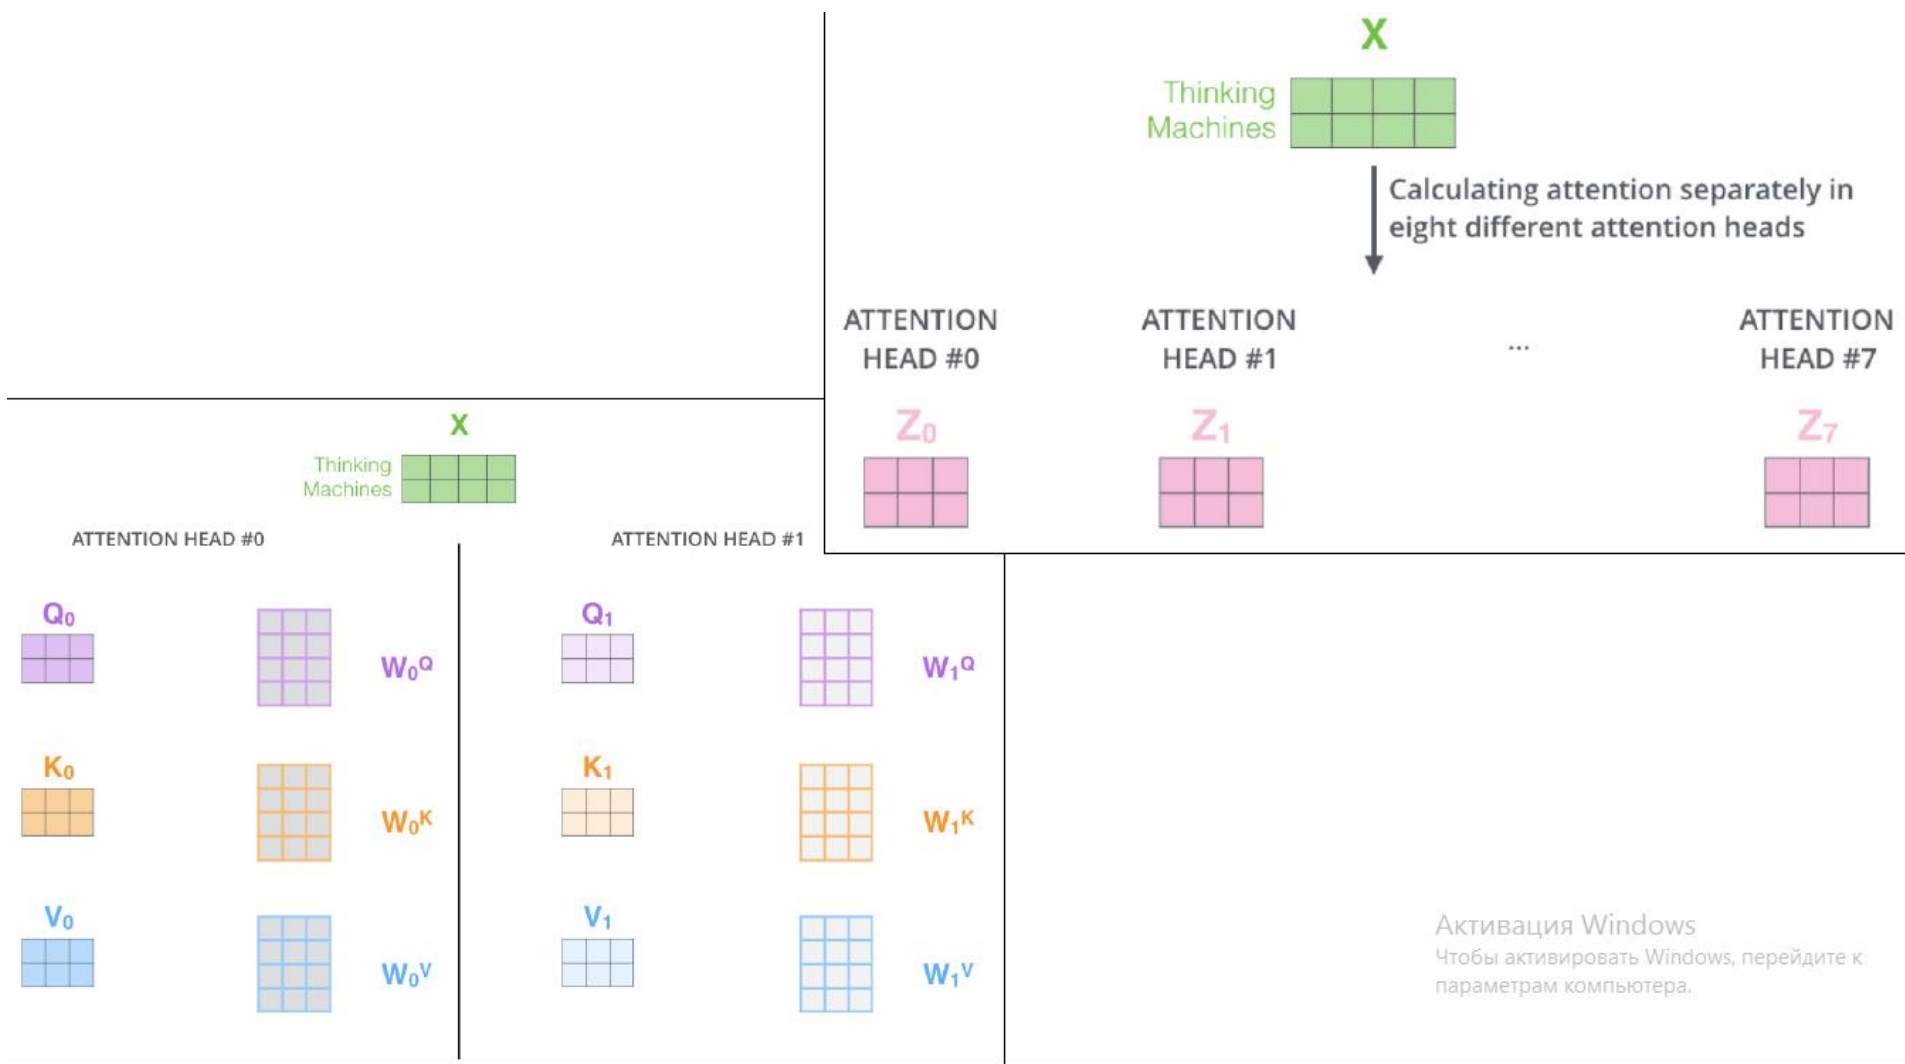 X
Thinking
Machines
Calculating attention separately in
eight different attention heads
ATTENTION
HEAD #0
ATTENTION
HEAD #1
...
ATTENTION
HEAD #7
Z₀
Z₁
Z₇
X
Thinking
Machines
ATTENTION HEAD #0
ATTENTION HEAD #1
Q₀
W₀Q
Q₁
W₁Q
K₀
W₀K
K₁
W₁K
V₀
W₀V
V₁
W₁V
Активация Windows
Чтобы активировать Windows, перейдите к
параметрам компьютера.